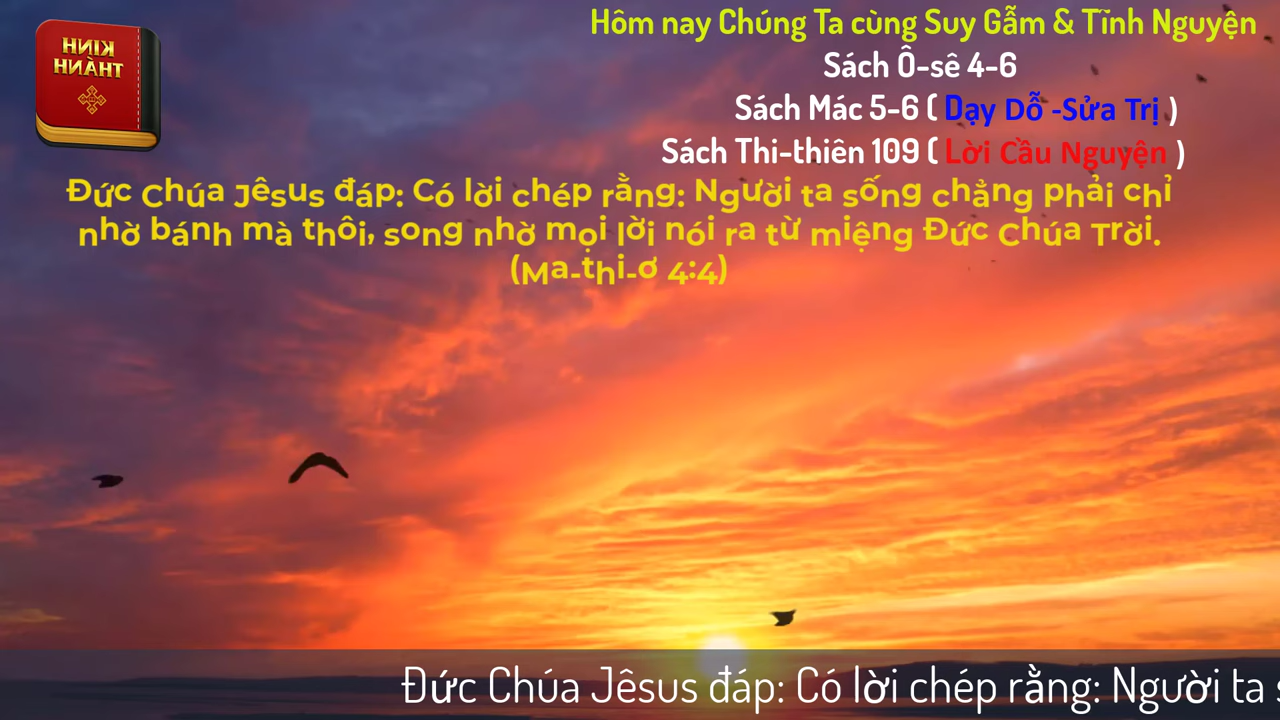 KINH
THÀNH
Hôm nay Chúng Ta cùng Suy Gẫm & Tĩnh Nguyện
Sách Ô-sê 4-6
Sách Mác 5-6 ( Dạy Dỗ -Sửa Trị )
Sách Thi-thiên 109 ( Lời Cầu Nguyện )
Đức Chúa Jêsus đáp: Có lời chép rằng: Người ta sống chẳng phải chỉ
nhờ bánh mà thôi, song nhờ mọi lời nói ra từ miệng Đức Chúa Trời.
(Ma-thi-ơ 4:4)
Đức Chúa Jêsus đáp: Có lời chép rằng: Người ta